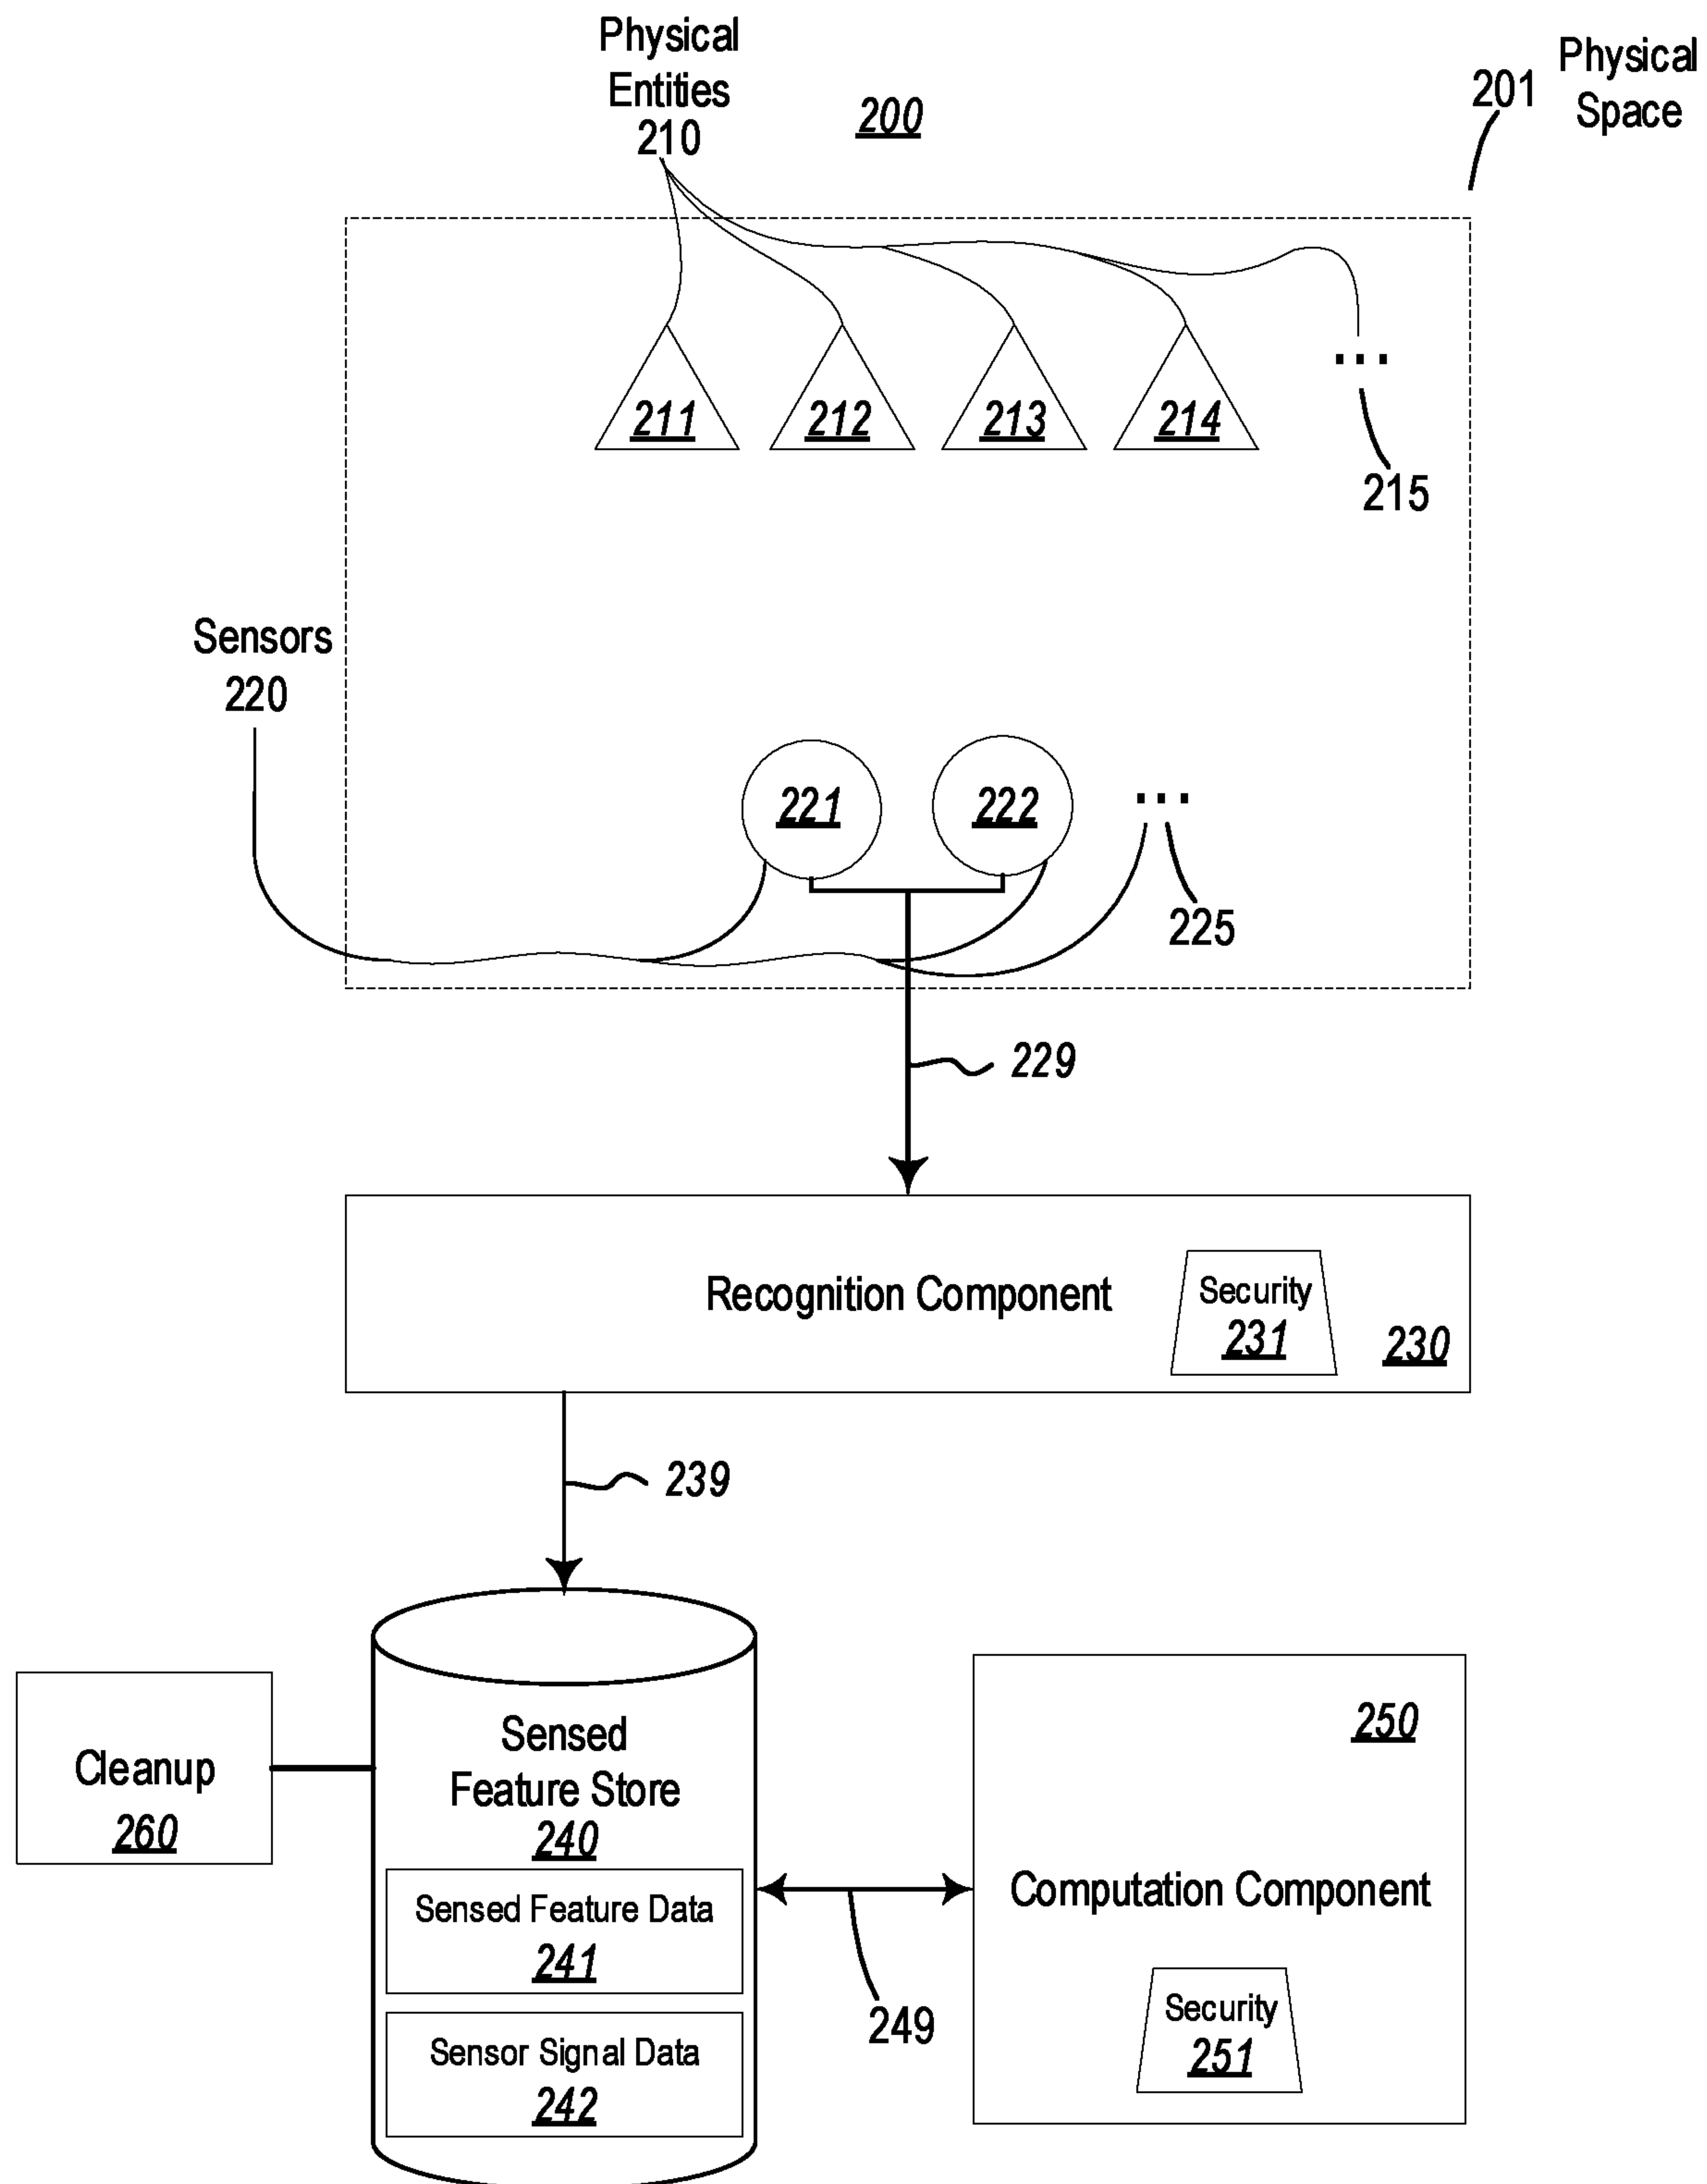 Physical
Entities
210
200
201
Physical
Space
211
212
213
214
215
Sensors
220
221
222
225
229
Recognition Component
Security
231
230
239
Cleanup
260
Sensed
Feature Store
240
Sensed Feature Data
241
Sensor Signal Data
242
249
250
Computation Component
Security
251